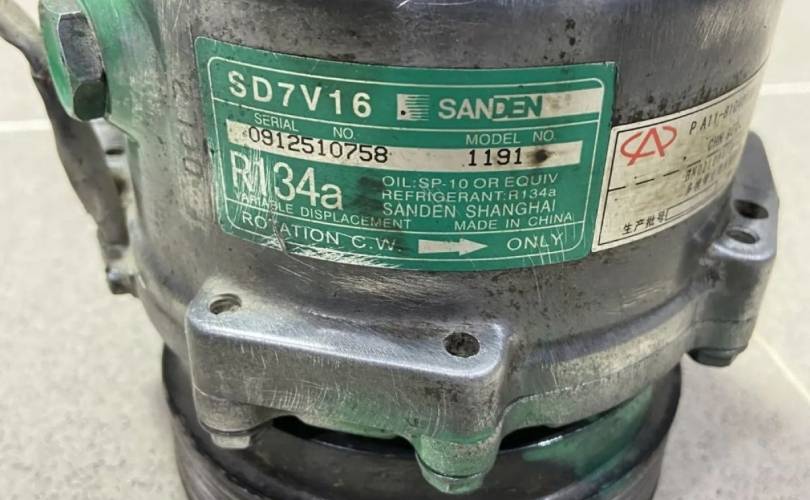 SD7V16 SANDEN
SERIAL NO.
MODEL NO.
0912510758
1191
R134a
OIL:SP-10 OR EQUIV
REFRIGERANT:R134a
VARIABLE DISPLACEMENT
SANDEN SHANGHAI
MADE IN CHINA
ROTATION C.W. ONLY
生产批号